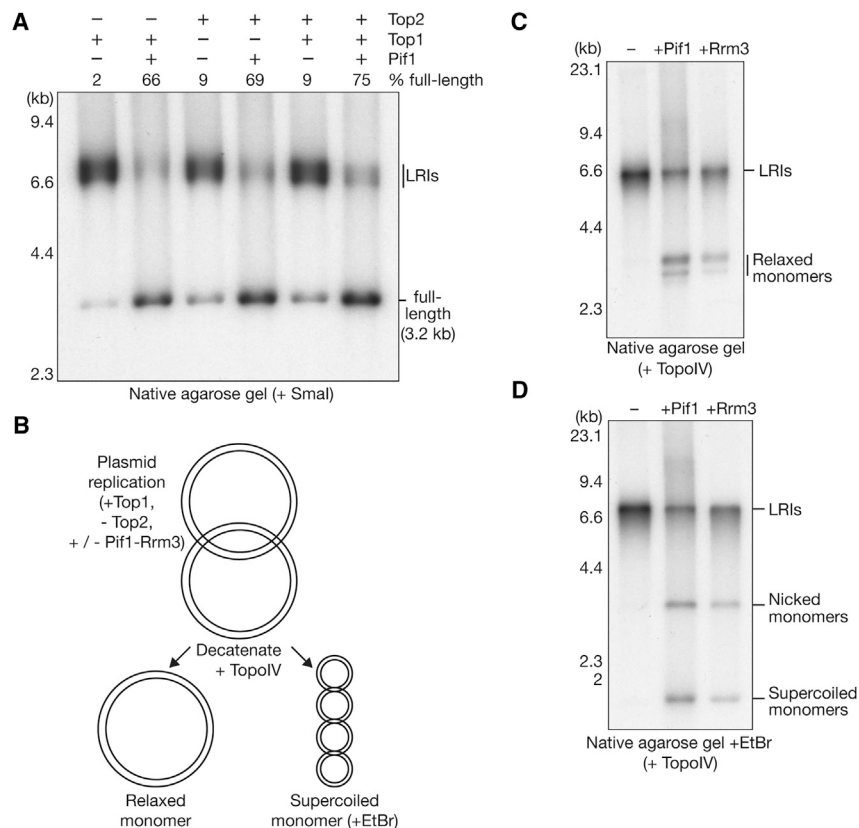 A
– – + + + + Top2
+ + – – + + Top1
– + – + – + Pif1
2 66 9 69 9 75 % full-length
(kb)
9.4
6.6
4.4
2.3
LRIs
full-
length
(3.2 kb)
Native agarose gel (+ SmaI)
B
Plasmid
replication
(+Top1,
- Top2,
+ / - Pif1-Rrm3)
Decatenate
+ TopoIV
Relaxed
monomer
Supercoiled
monomer (+EtBr)
C
(kb) – +Pif1 +Rrm3
23.1
9.4
6.6
4.4
2.3
LRIs
Relaxed
monomers
Native agarose gel
(+ TopoIV)
D
(kb) – +Pif1 +Rrm3
23.1
9.4
6.6
4.4
2.3
2
LRIs
Nicked
monomers
Supercoiled
monomers
Native agarose gel +EtBr
(+ TopoIV)